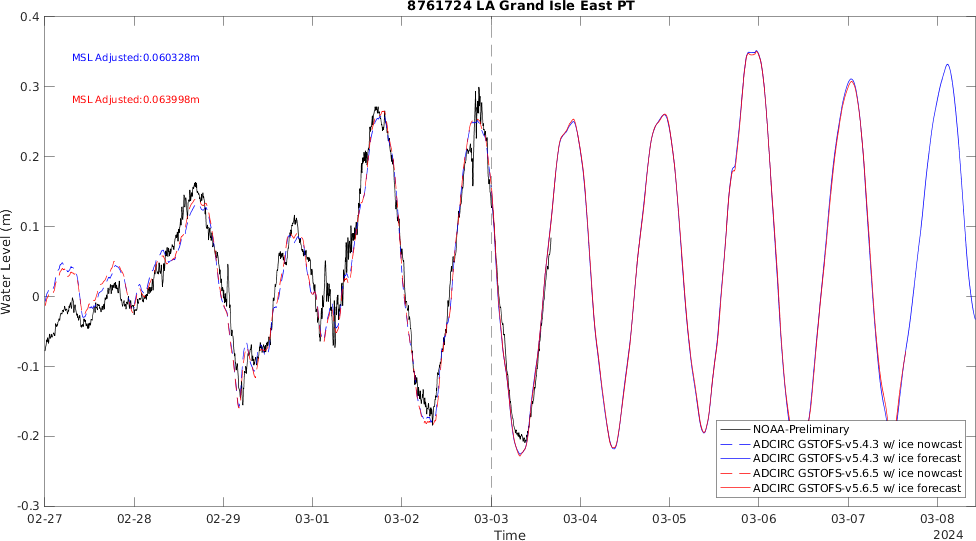 8761724 LA Grand Isle East PT
0.4
0.3
0.2
0.1
0
-0.1
-0.2
-0.3
Water Level (m)
MSL Adjusted:0.060328m
MSL Adjusted:0.063998m
NOAA-Preliminary
ADCIRC GSTOFS-v5.4.3 w/ ice nowcast
ADCIRC GSTOFS-v5.4.3 w/ ice forecast
ADCIRC GSTOFS-v5.6.5 w/ ice nowcast
ADCIRC GSTOFS-v5.6.5 w/ ice forecast
02-27 02-28 02-29 03-01 03-02 03-03 03-04 03-05 03-06 03-07 03-08
Time
2024